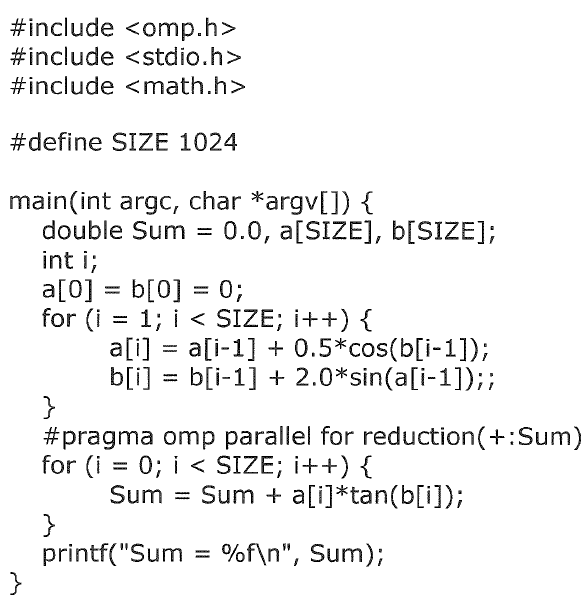 #include <omp.h>
#include <stdio.h>
#include <math.h>
#define SIZE 1024
main(int argc, char *argv[]) {
double Sum = 0.0, a[SIZE], b[SIZE];
int i;
a[0] = b[0] = 0;
for (i = 1; i < SIZE; i++) {
a[i] = a[i-1] + 0.5*cos(b[i-1]);
b[i] = b[i-1] + 2.0*sin(a[i-1]);;
}
#pragma omp parallel for reduction(+:Sum)
for (i = 0; i < SIZE; i++) {
Sum = Sum + a[i]*tan(b[i]);
}
printf("Sum = %f\n", Sum);
}